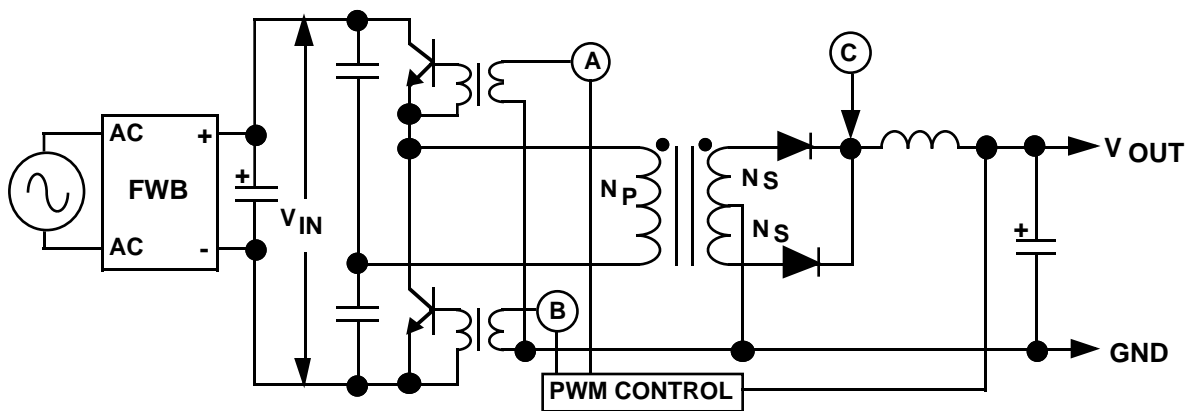 A
C
AC +
FWB
AC -
+
V IN
N P
N S
N S
V OUT
+
B
GND
PWM CONTROL